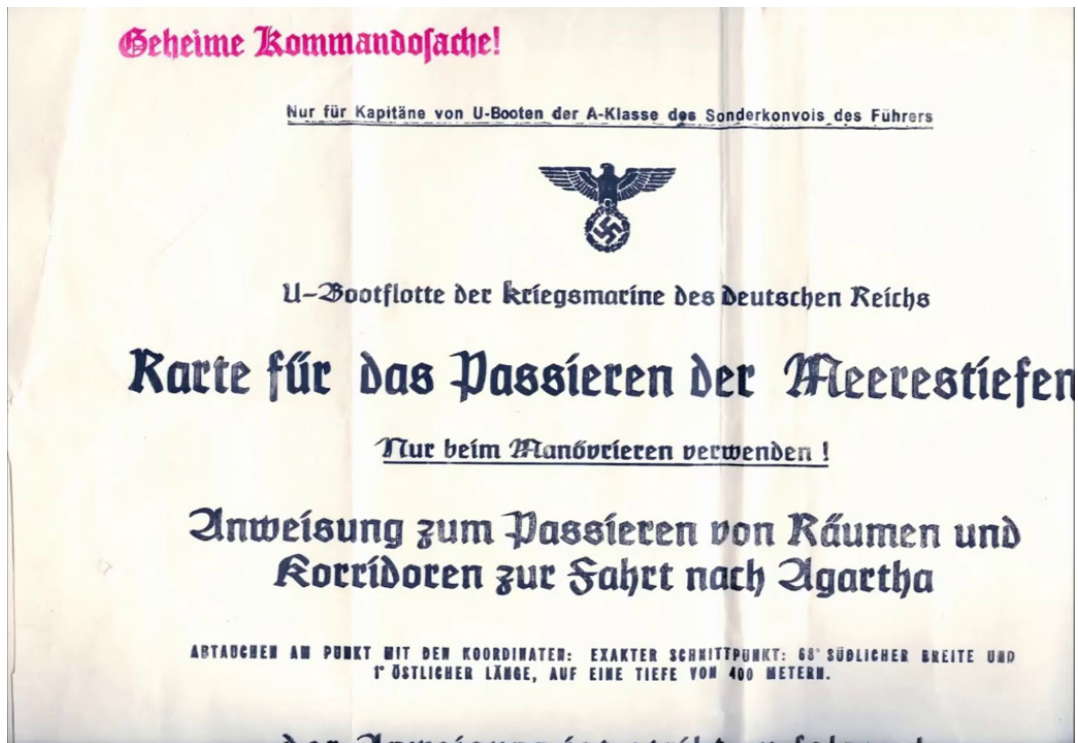 Geheime Kommandosache!
Nur für Kapitäne von U-Booten der A-Klasse des Sonderkonvois des Führers
U-Bootflotte der Kriegsmarine des Deutschen Reichs
Karte für das Passieren der Meerestiefen
Nur beim Manövrieren verwenden !
Anweisung zum Passieren von Räumen und
Korridoren zur Fahrt nach Agartha
ABTAUCHEN AM PUNKT MIT DEN KOORDINATEN: EXAKTER SCHNITTPUNKT: 68° SÜDLICHER BREITE UND
1° ÖSTLICHER LÄNGE, AUF EINE TIEFE VON 400 METERN.
der Anweisung ist